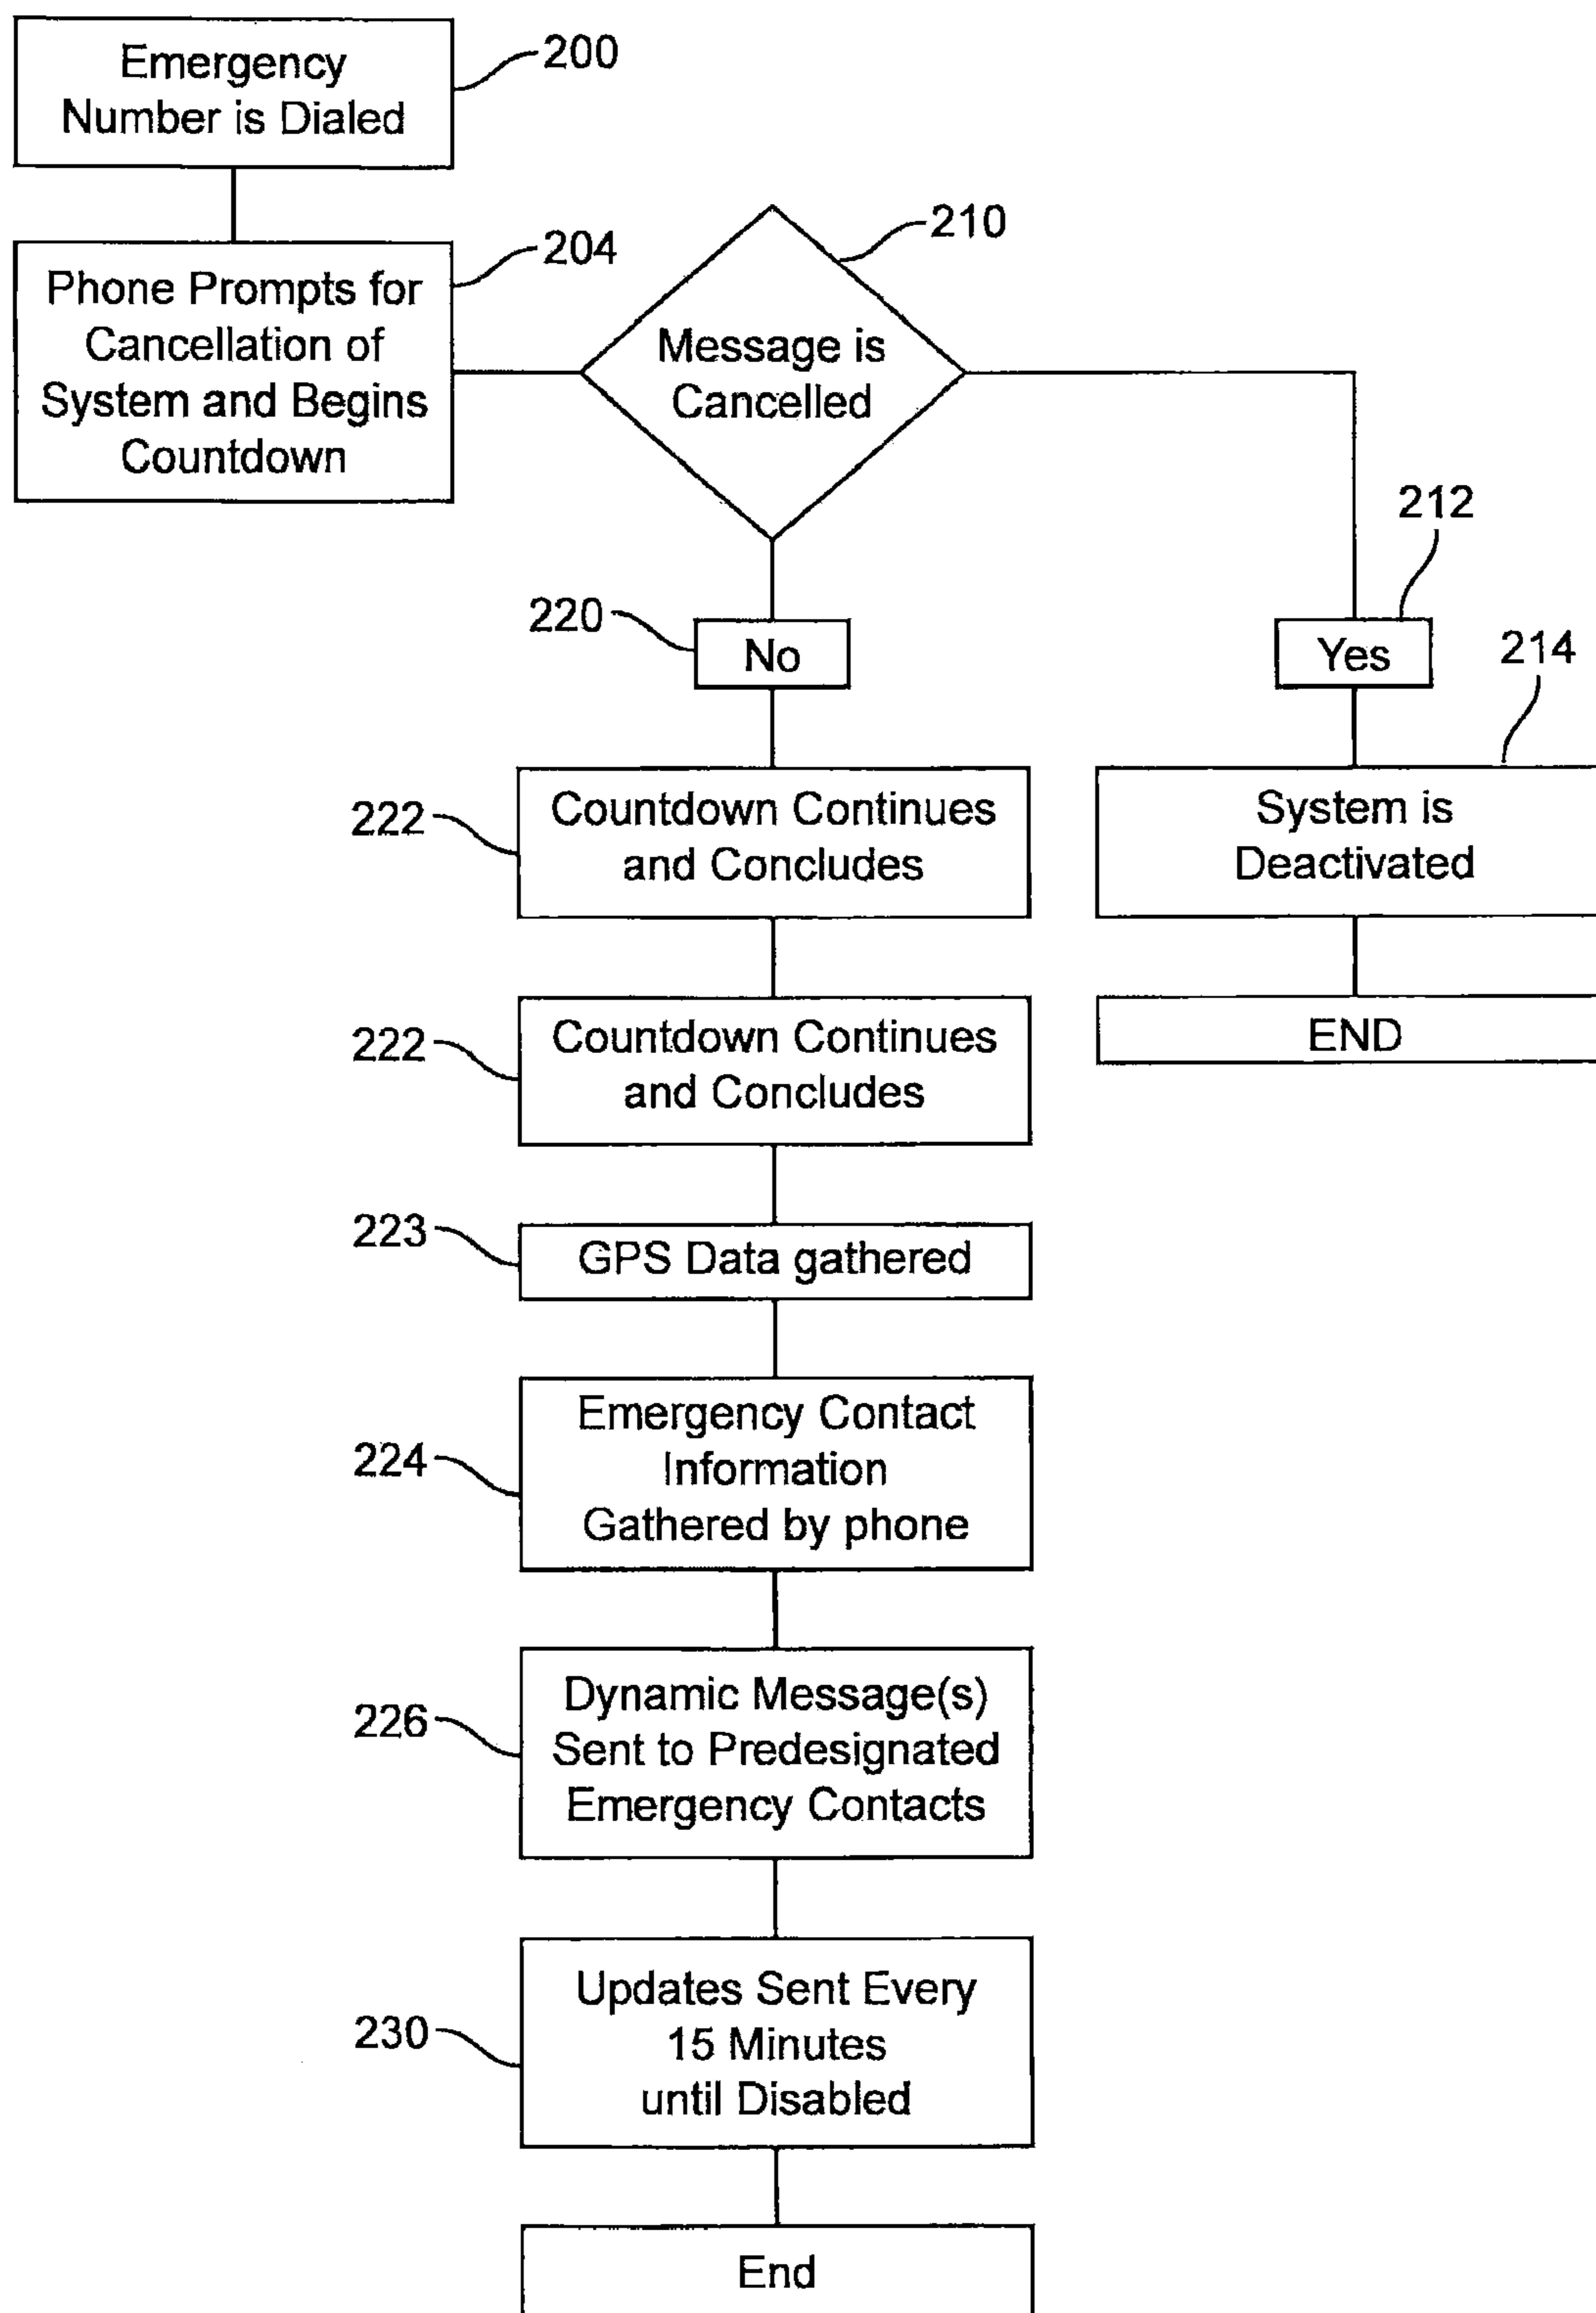 Emergency
Number is Dialed
200
Phone Prompts for
Cancellation of
System and Begins
Countdown
204
Message is
Cancelled
210
212
220
No
Yes
214
222
Countdown Continues
and Concludes
System is
Deactivated
222
Countdown Continues
and Concludes
END
223
GPS Data gathered
224
Emergency Contact
Information
Gathered by phone
226
Dynamic Message(s)
Sent to Predesignated
Emergency Contacts
230
Updates Sent Every
15 Minutes
until Disabled
End